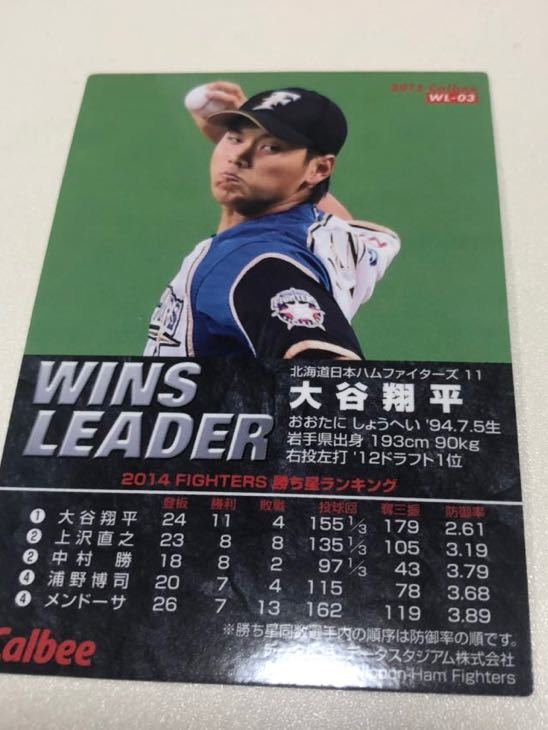 2015 Calbee
WL-03
WINS
LEADER
北海道日本ハムファイターズ 11
大谷翔平
おおたに しょうへい '94.7.5生
岩手県出身 193cm 90kg
右投左打 '12ドラフト1位
2014 FIGHTERS 勝ち星ランキング
登板 勝利 敗戦 投球回 奪三振 防御率
① 大谷翔平 24 11 4 155 1/3 179 2.61
② 上沢直之 23 8 8 135 1/3 105 3.19
② 中村 勝 18 8 2 97 1/3 43 3.79
④ 浦野博司 20 7 4 115 78 3.68
④ メンドーサ 26 7 13 162 119 3.89
※勝ち星同数選手内の順序は防御率の順です。
Calbee
データスタジアム株式会社
Nippon-Ham Fighters